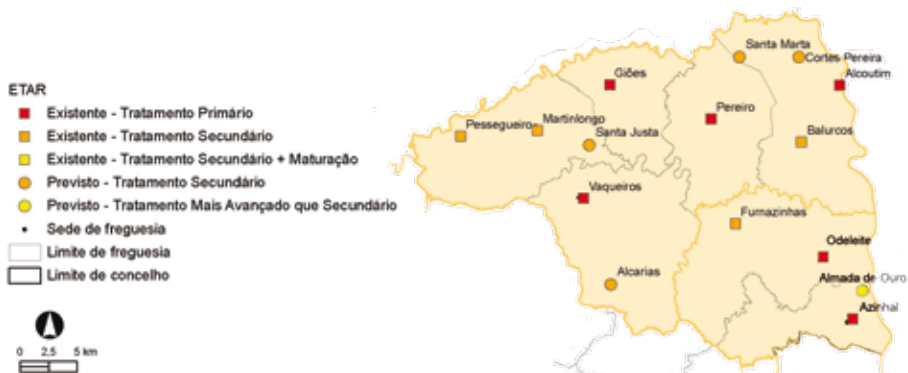 ETAR
Existente - Tratamento Primário
Existente - Tratamento Secundário
Existente - Tratamento Secundário + Maturação
Previsto - Tratamento Secundário
Previsto - Tratamento Mais Avançado que Secundário
Sede de freguesia
Limite de freguesia
Limite de concelho
0 2,5 5 km
Santa Marta
Cortes Pereira
Giões
Alcoutim
Pereiro
Martinlongo
Pessegueiro
Santa Justa
Balurcos
Vaqueiros
Furnazinhas
Odeleite
Alcarias
Almada de Ouro
Azinhal